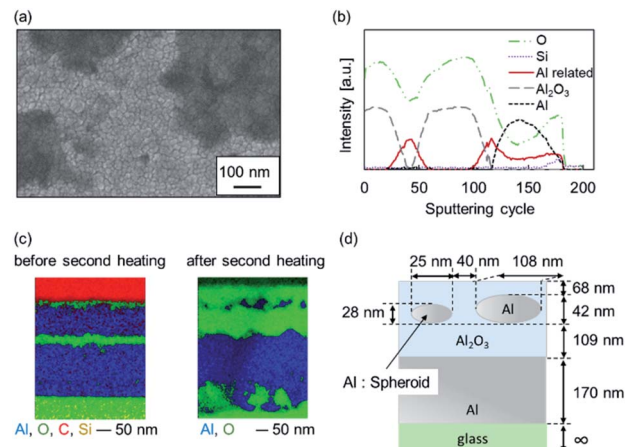 (a)
100 nm
(b)
Intensity [a.u.]
O
Si
Al related
Al₂O₃
Al
0 50 100 150 200
Sputtering cycle
(c)
before second heating
after second heating
Al, O, C, Si — 50 nm
Al, O — 50 nm
(d)
25 nm 40 nm 108 nm
68 nm
28 nm
Al
42 nm
Al₂O₃
109 nm
Al : Spheroid
170 nm
Al
glass
∞